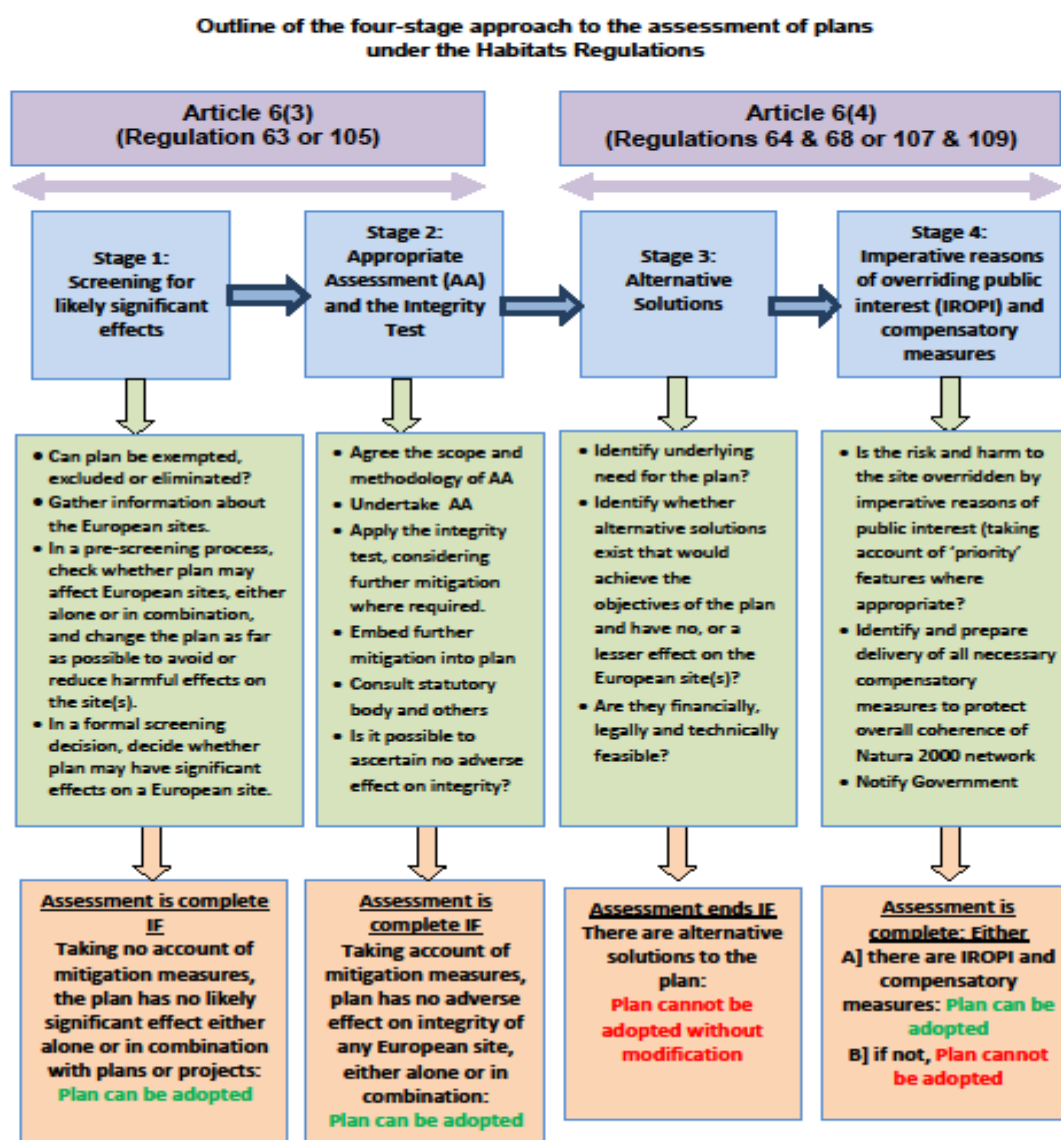 Outline of the four-stage approach to the assessment of plans
under the Habitats Regulations
Article 6(3)
(Regulation 63 or 105)
Article 6(4)
(Regulations 64 & 68 or 107 & 109)
Stage 1:
Screening for
likely significant
effects
Stage 2:
Appropriate
Assessment (AA)
and the Integrity
Test
Stage 3:
Alternative
Solutions
Stage 4:
Imperative reasons
of overriding public
interest (IROPI) and
compensatory
measures
• Can plan be exempted,
excluded or eliminated?
• Gather information about
the European sites.
• In a pre-screening process,
check whether plan may
affect European sites, either
alone or in combination,
and change the plan as far
as possible to avoid or
reduce harmful effects on
the site(s).
• In a formal screening
decision, decide whether
plan may have significant
effects on a European site.
• Agree the scope and
methodology of AA
• Undertake AA
• Apply the integrity
test, considering
further mitigation
where required.
• Embed further
mitigation into plan
• Consult statutory
body and others
• Is it possible to
ascertain no adverse
effect on integrity?
• Identify underlying
need for the plan?
• Identify whether
alternative solutions
exist that would
achieve the
objectives of the plan
and have no, or a
lesser effect on the
European site(s)?
• Are they financially,
legally and technically
feasible?
• Is the risk and harm to
the site overridden by
imperative reasons of
public interest (taking
account of ‘priority’
features where
appropriate?
• Identify and prepare
delivery of all necessary
compensatory
measures to protect
overall coherence of
Natura 2000 network
• Notify Government
Assessment is complete
IF
Taking no account of
mitigation measures,
the plan has no likely
significant effect either
alone or in combination
with plans or projects:
Plan can be adopted
Assessment is
complete IF
Taking account of
mitigation measures,
plan has no adverse
effect on integrity of
any European site,
either alone or in
combination:
Plan can be adopted
Assessment ends IF
There are alternative
solutions to the
plan:
Plan cannot be
adopted without
modification
Assessment is
complete: Either
A] there are IROPI and
compensatory
measures: Plan can be
adopted
B] if not, Plan cannot
be adopted